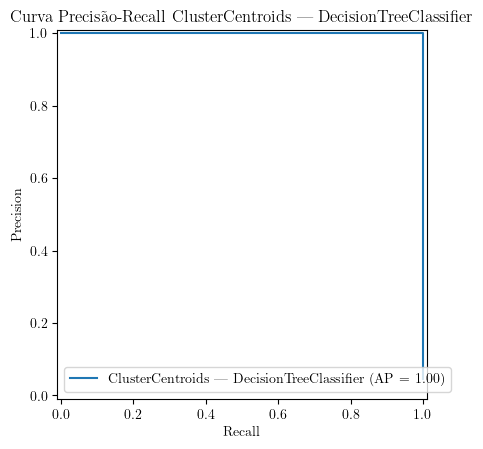 Curva Precisão-Recall ClusterCentroids — DecisionTreeClassifier
1.0
0.8
0.6
0.4
0.2
0.0
Precision
ClusterCentroids — DecisionTreeClassifier (AP = 1.00)
0.0 0.2 0.4 0.6 0.8 1.0
Recall